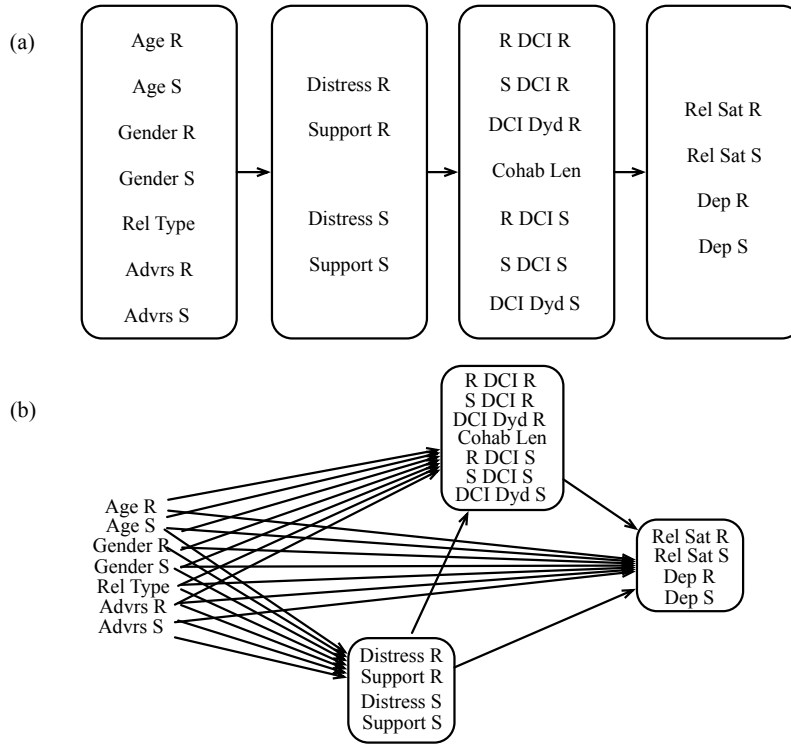 (a)
Age R
Age S
Gender R
Gender S
Rel Type
Advrs R
Advrs S
Distress R
Support R
Distress S
Support S
R DCI R
S DCI R
DCI Dyd R
Cohab Len
R DCI S
S DCI S
DCI Dyd S
Rel Sat R
Rel Sat S
Dep R
Dep S
(b)
Age R
Age S
Gender R
Gender S
Rel Type
Advrs R
Advrs S
R DCI R
S DCI R
DCI Dyd R
Cohab Len
R DCI S
S DCI S
DCI Dyd S
Distress R
Support R
Distress S
Support S
Rel Sat R
Rel Sat S
Dep R
Dep S